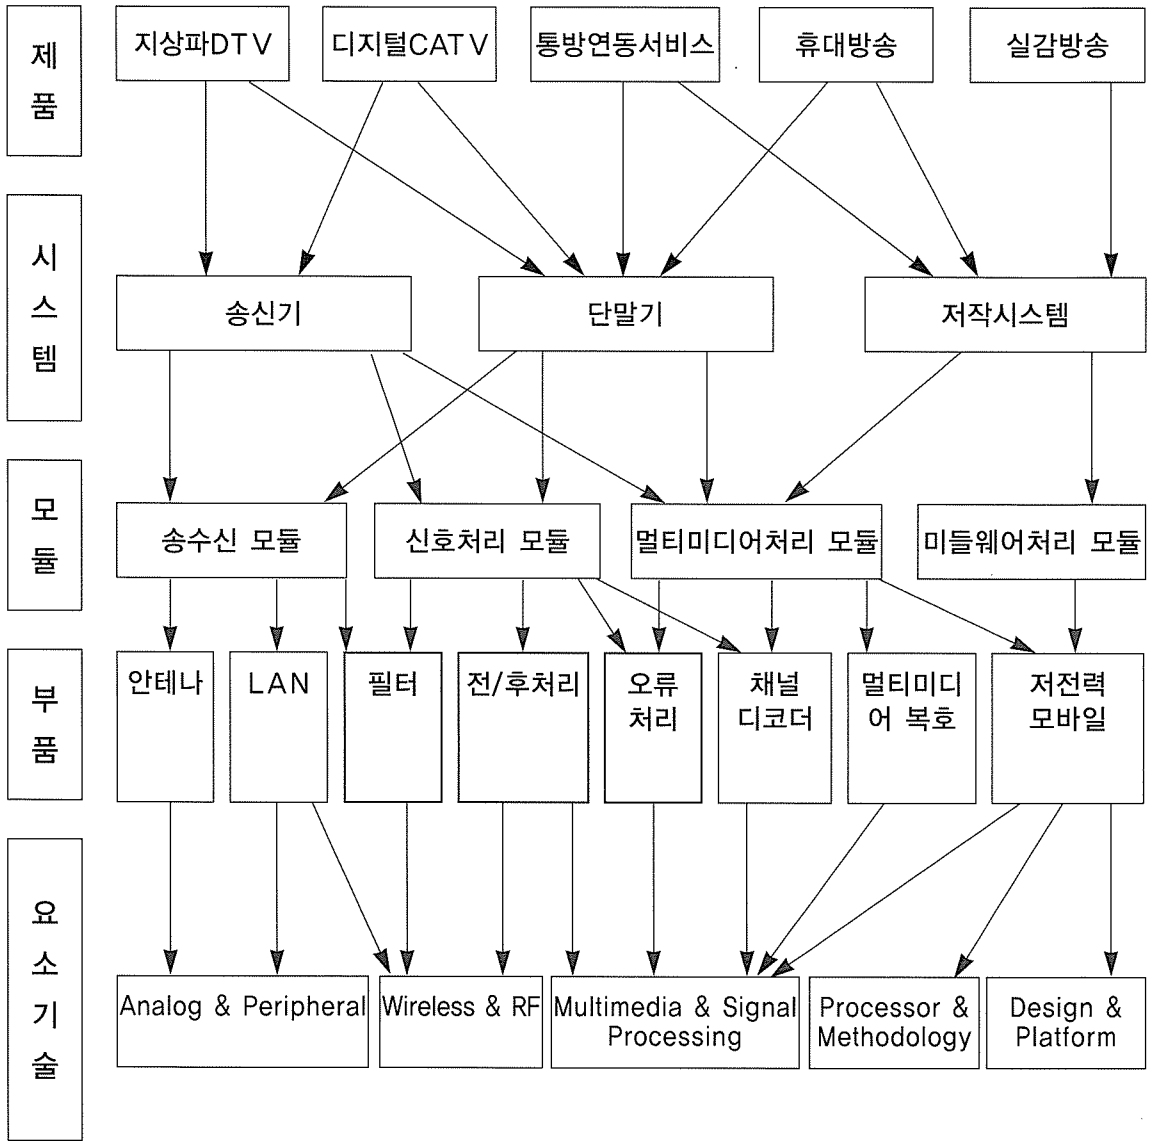 제품
지상파DTV
디지털CATV
통방연동서비스
휴대방송
실감방송
시스템
송신기
단말기
저작시스템
모듈
송수신 모듈
신호처리 모듈
멀티미디어처리 모듈
미들웨어처리 모듈
부품
안테나
LAN
필터
전/후처리
오류
처리
채널
디코더
멀티미디
어 복호
저전력
모바일
요소기술
Analog & Peripheral
Wireless & RF
Multimedia & Signal
Processing
Processor &
Methodology
Design &
Platform